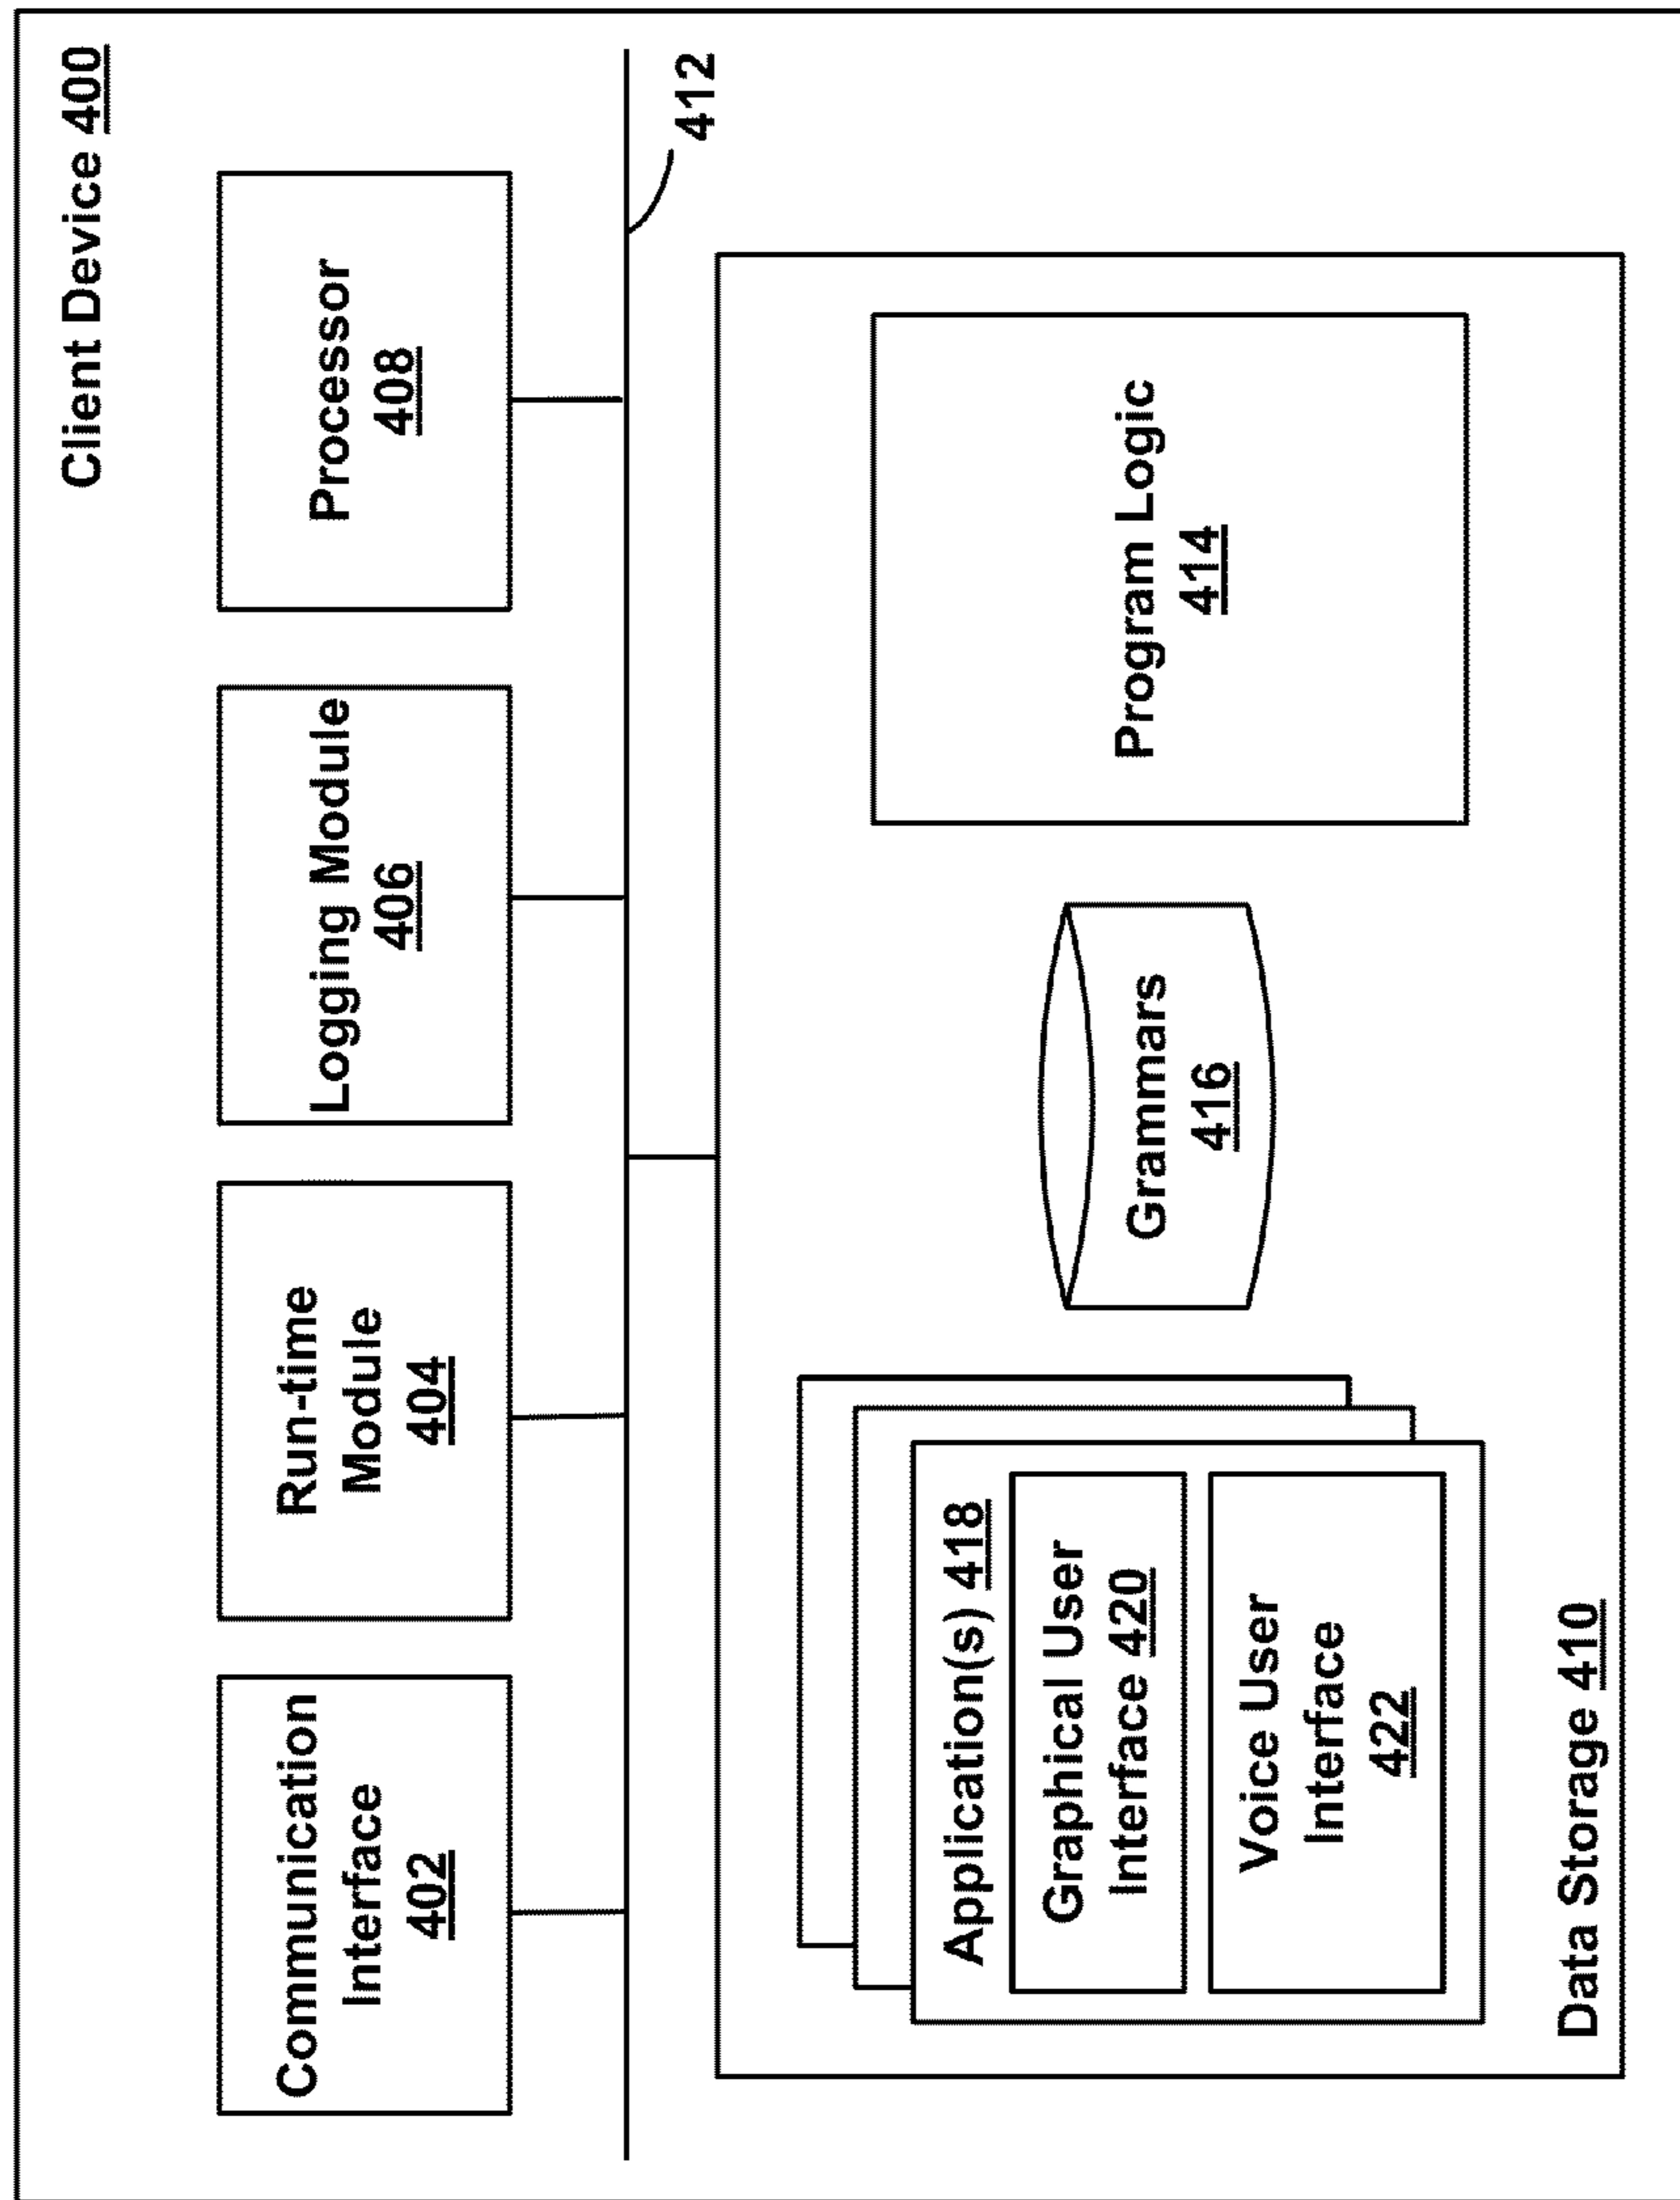 Client Device 400
Communication
Interface
402
Run-time
Module
404
Logging Module
406
Processor
408
412
Application(s) 418
Graphical User
Interface 420
Voice User
Interface
422
Grammars
416
Program Logic
414
Data Storage 410